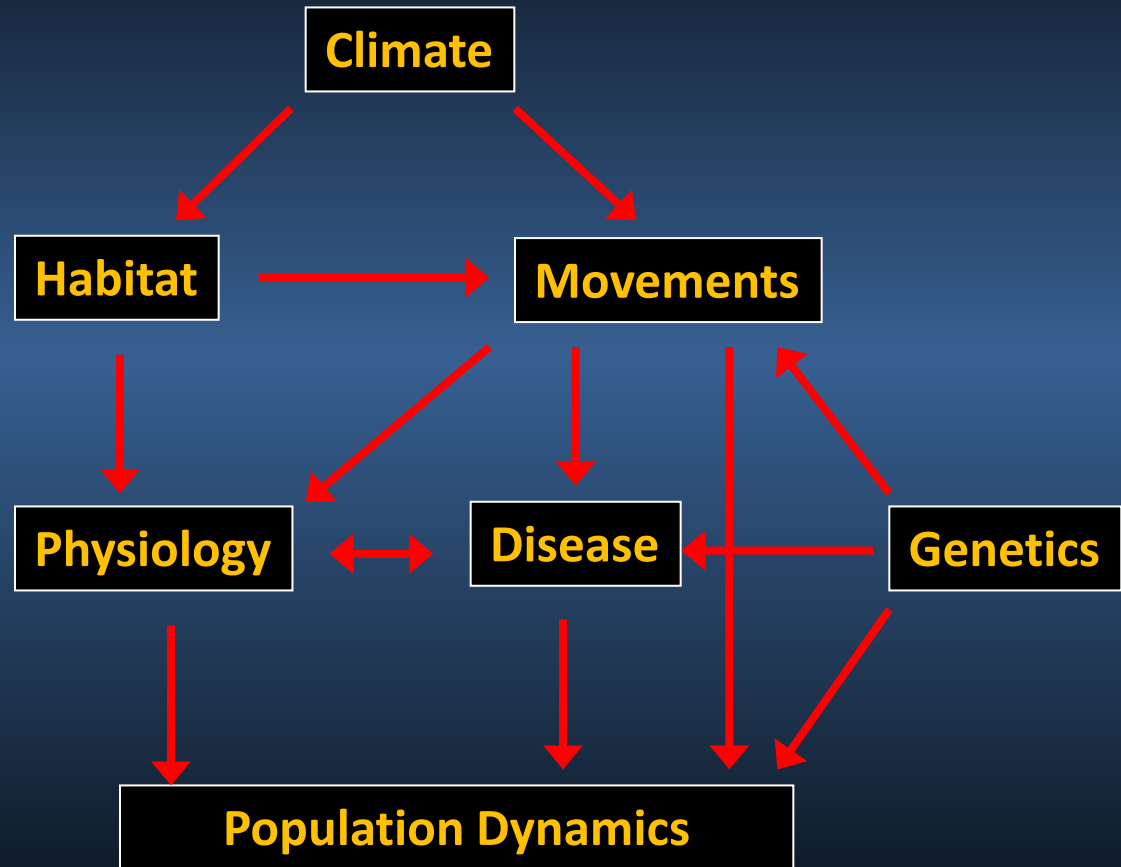 Climate
Habitat
Movements
Physiology
Disease
Genetics
Population Dynamics